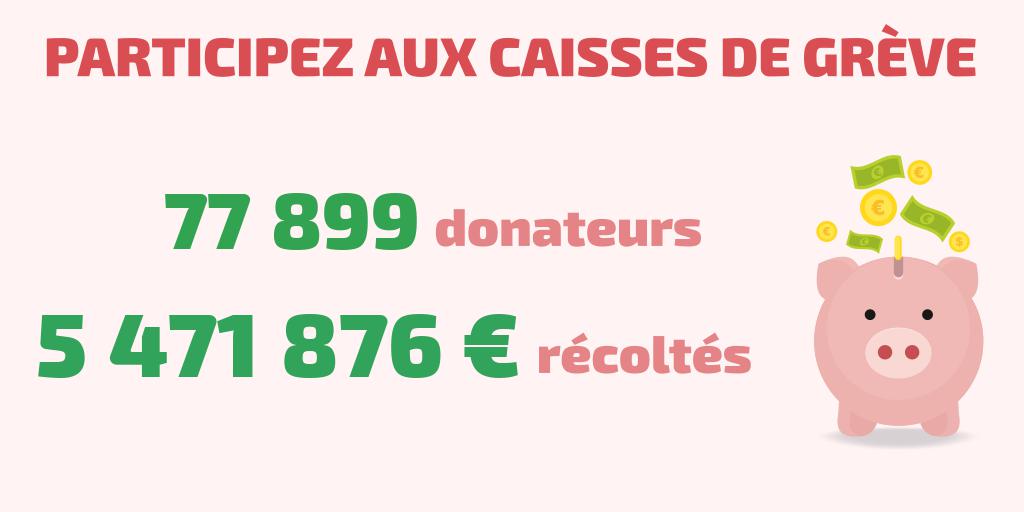 PARTICIPEZ AUX CAISSES DE GRÈVE
77 899 donateurs
5 471 876 € récoltés